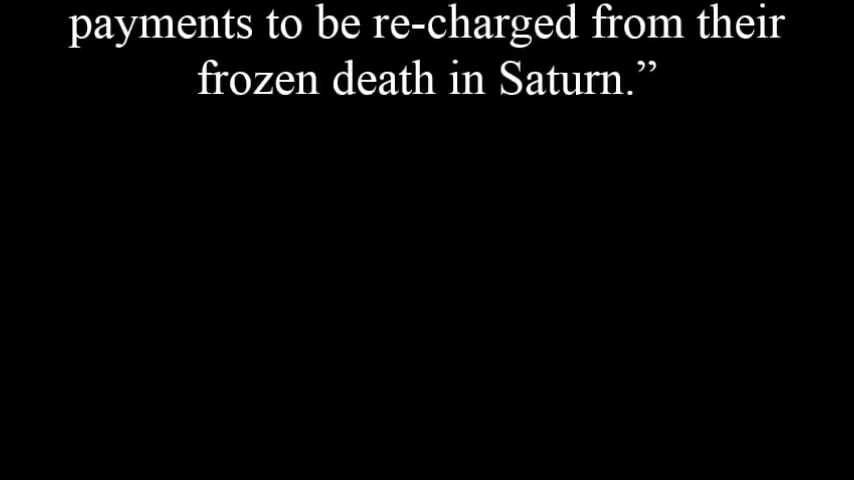 payments to be re-charged from their
frozen death in Saturn.”